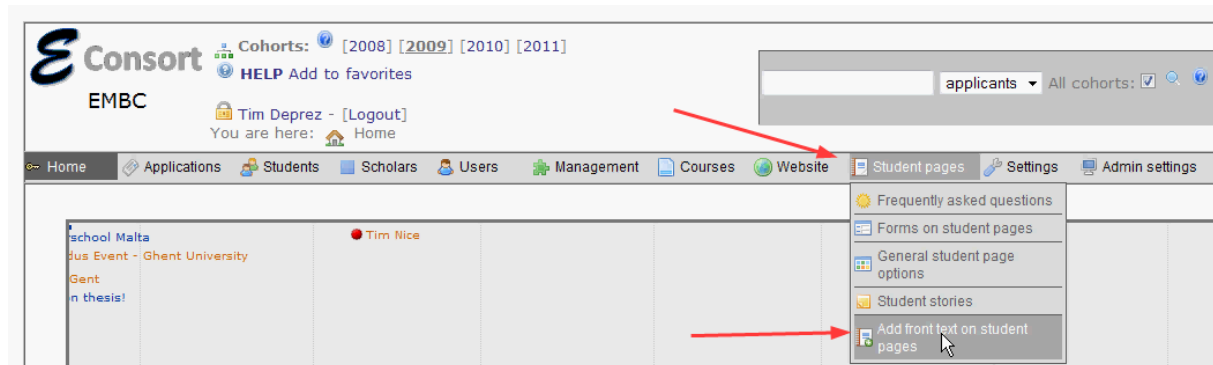 E Consort
EMBC
Cohorts: [2008] [2009] [2010] [2011]
HELP Add to favorites
Tim Deprez - [Logout]
You are here: Home
applicants All cohorts:
Home Applications Students Scholars Users Management Courses Website Student pages Settings Admin settings
Frequently asked questions
Forms on student pages
General student page
options
Student stories
Add front text on student
pages
school Malta
dus Event - Ghent University
Gent
n thesis!
Tim Nice